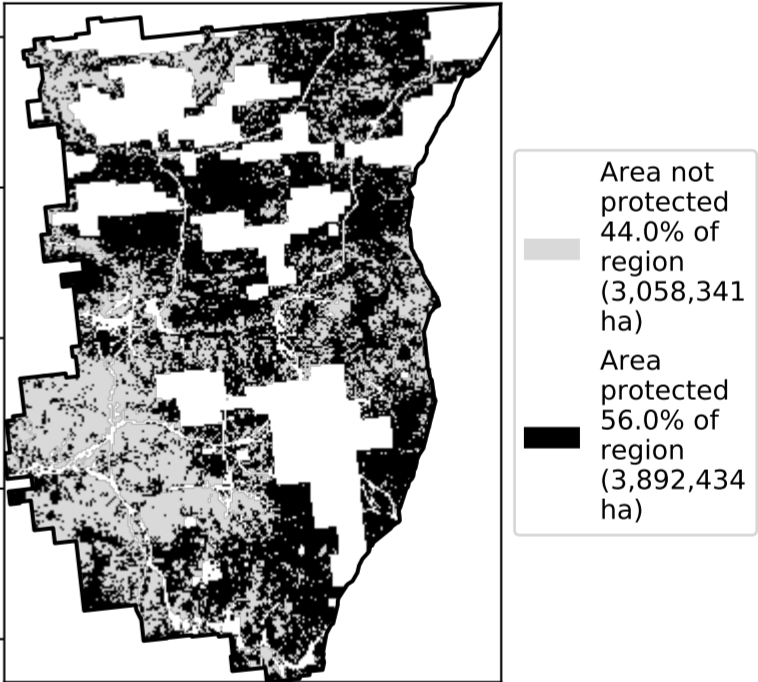 Area not
protected
44.0% of
region
(3,058,341
ha)
Area
protected
56.0% of
region
(3,892,434
ha)